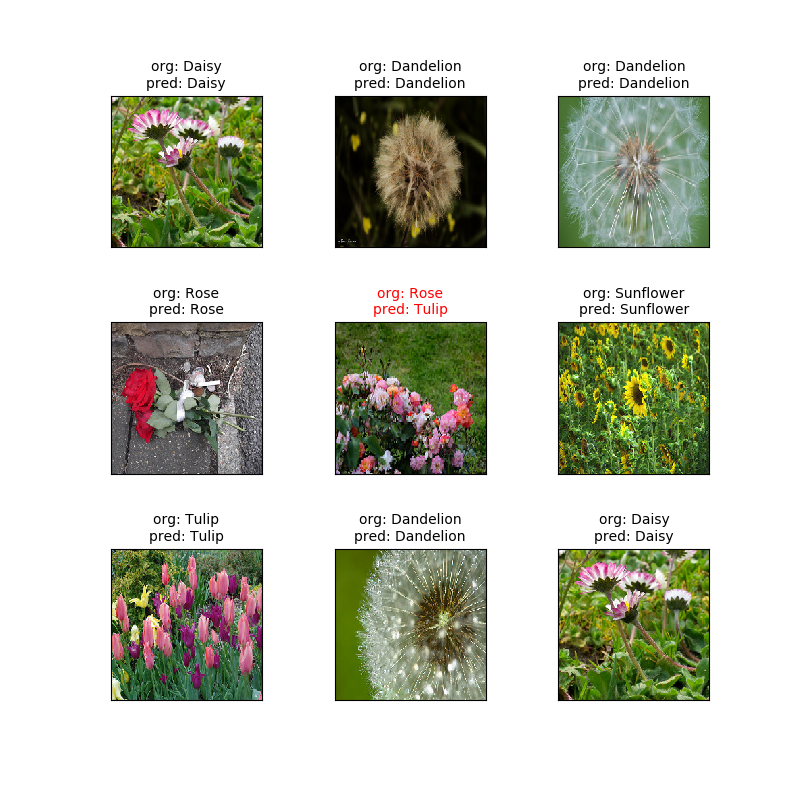 org: Daisy
pred: Daisy
org: Dandelion
pred: Dandelion
org: Dandelion
pred: Dandelion
org: Rose
pred: Rose
org: Rose
pred: Tulip
org: Sunflower
pred: Sunflower
org: Tulip
pred: Tulip
org: Dandelion
pred: Dandelion
org: Daisy
pred: Daisy